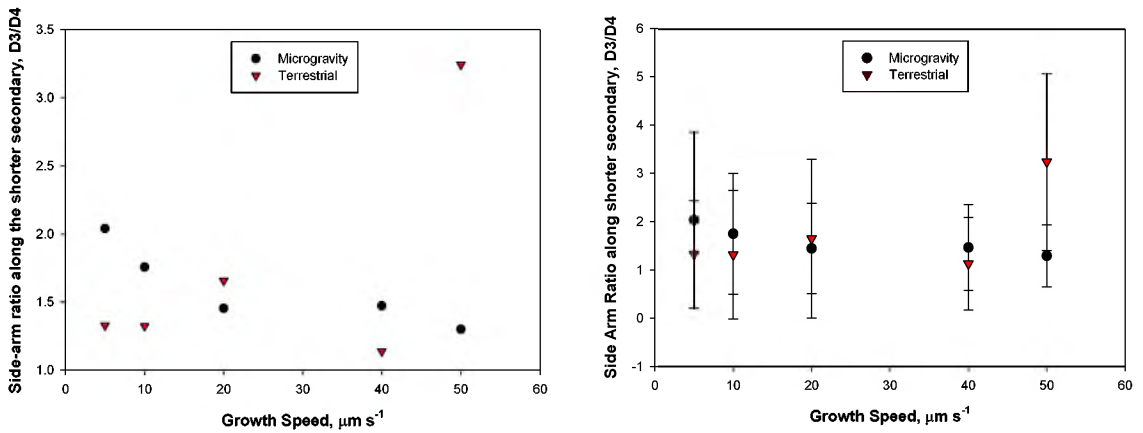 Side-arm ratio along the shorter secondary, D3/D4
3.5
3.0
2.5
2.0
1.5
1.0
Microgravity
Terrestrial
0 10 20 30 40 50 60
Growth Speed, μm s⁻¹
Side Arm Ratio along shorter secondary, D3/D4
6
5
4
3
2
1
0
-1
Microgravity
Terrestrial
0 10 20 30 40 50 60
Growth Speed, μm s⁻¹